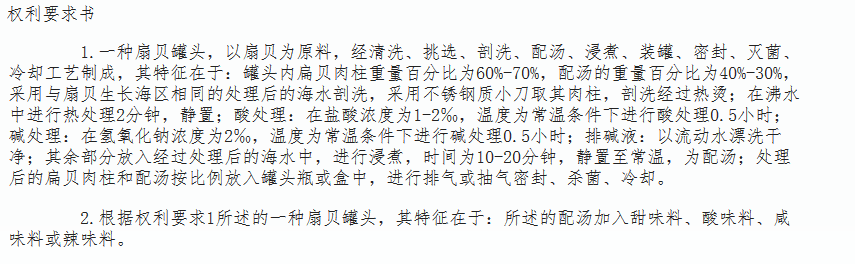 权利要求书
1.一种扇贝罐头，以扇贝为原料，经清洗、挑选、剖洗、配汤、浸煮、装罐、密封、灭菌、
冷却工艺制成，其特征在于：罐头内扇贝肉柱重量百分比为60%-70%，配汤的重量百分比为40%-30%，
采用与扇贝生长海区相同的处理后的海水剖洗，采用不锈钢质小刀取其肉柱，剖洗经过热烫；在沸水
中进行热处理2分钟，静置；酸处理：在盐酸浓度为1-2‰，温度为常温条件下进行酸处理0.5小时；
碱处理：在氢氧化钠浓度为2‰，温度为常温条件下进行碱处理0.5小时；排碱液：以流动水漂洗干
净；其余部分放入经过处理后的海水中，进行浸煮，时间为10-20分钟，静置至常温，为配汤；处理
后的扁贝肉柱和配汤按比例放入罐头瓶或盒中，进行排气或抽气密封、杀菌、冷却。
2.根据权利要求1所述的一种扇贝罐头，其特征在于：所述的配汤加入甜味料、酸味料、咸
味料或辣味料。